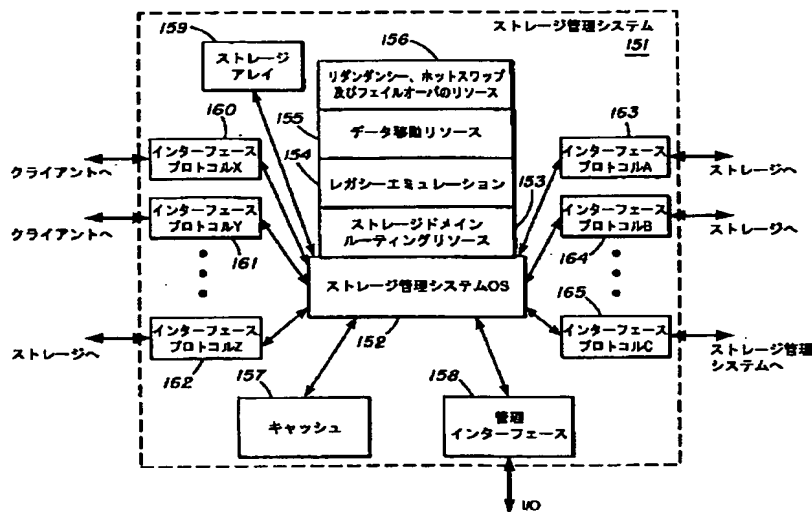 ストレージ管理システム
151
159
ストレージ
アレイ
156
リダンダンシー、ホットスワップ
及びフェイルオーバのリソース
155
データ移動リソース
154
レガシーエミュレーション
153
ストレージドメイン
ルーティングリソース
ストレージ管理システムOS
152
160
インターフェース
プロトコルX
クライアントへ
インターフェース
プロトコルY
クライアントへ
161
インターフェース
プロトコルZ
ストレージへ
162
163
インターフェース
プロトコルA
ストレージへ
インターフェース
プロトコルB
ストレージへ
164
165
インターフェース
プロトコルC
ストレージ管理
システムへ
157
キャッシュ
158
管理
インターフェース
I/O